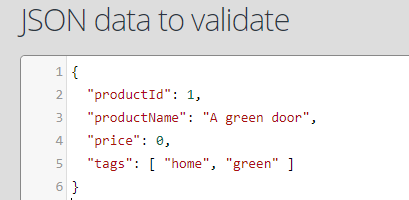 JSON data to validate
1 {
2   "productId": 1,
3   "productName": "A green door",
4   "price": 0,
5   "tags": [ "home", "green" ]
6 }